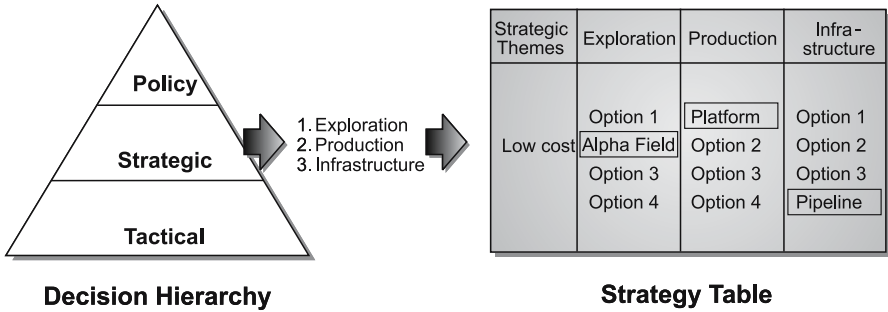 Policy
Strategic
Tactical
Decision Hierarchy
1. Exploration
2. Production
3. Infrastructure
Strategic
Themes
Exploration
Production
Infra-
structure
Low cost
Option 1
Alpha Field
Option 3
Option 4
Platform
Option 2
Option 3
Option 4
Option 1
Option 2
Option 3
Pipeline
Strategy Table